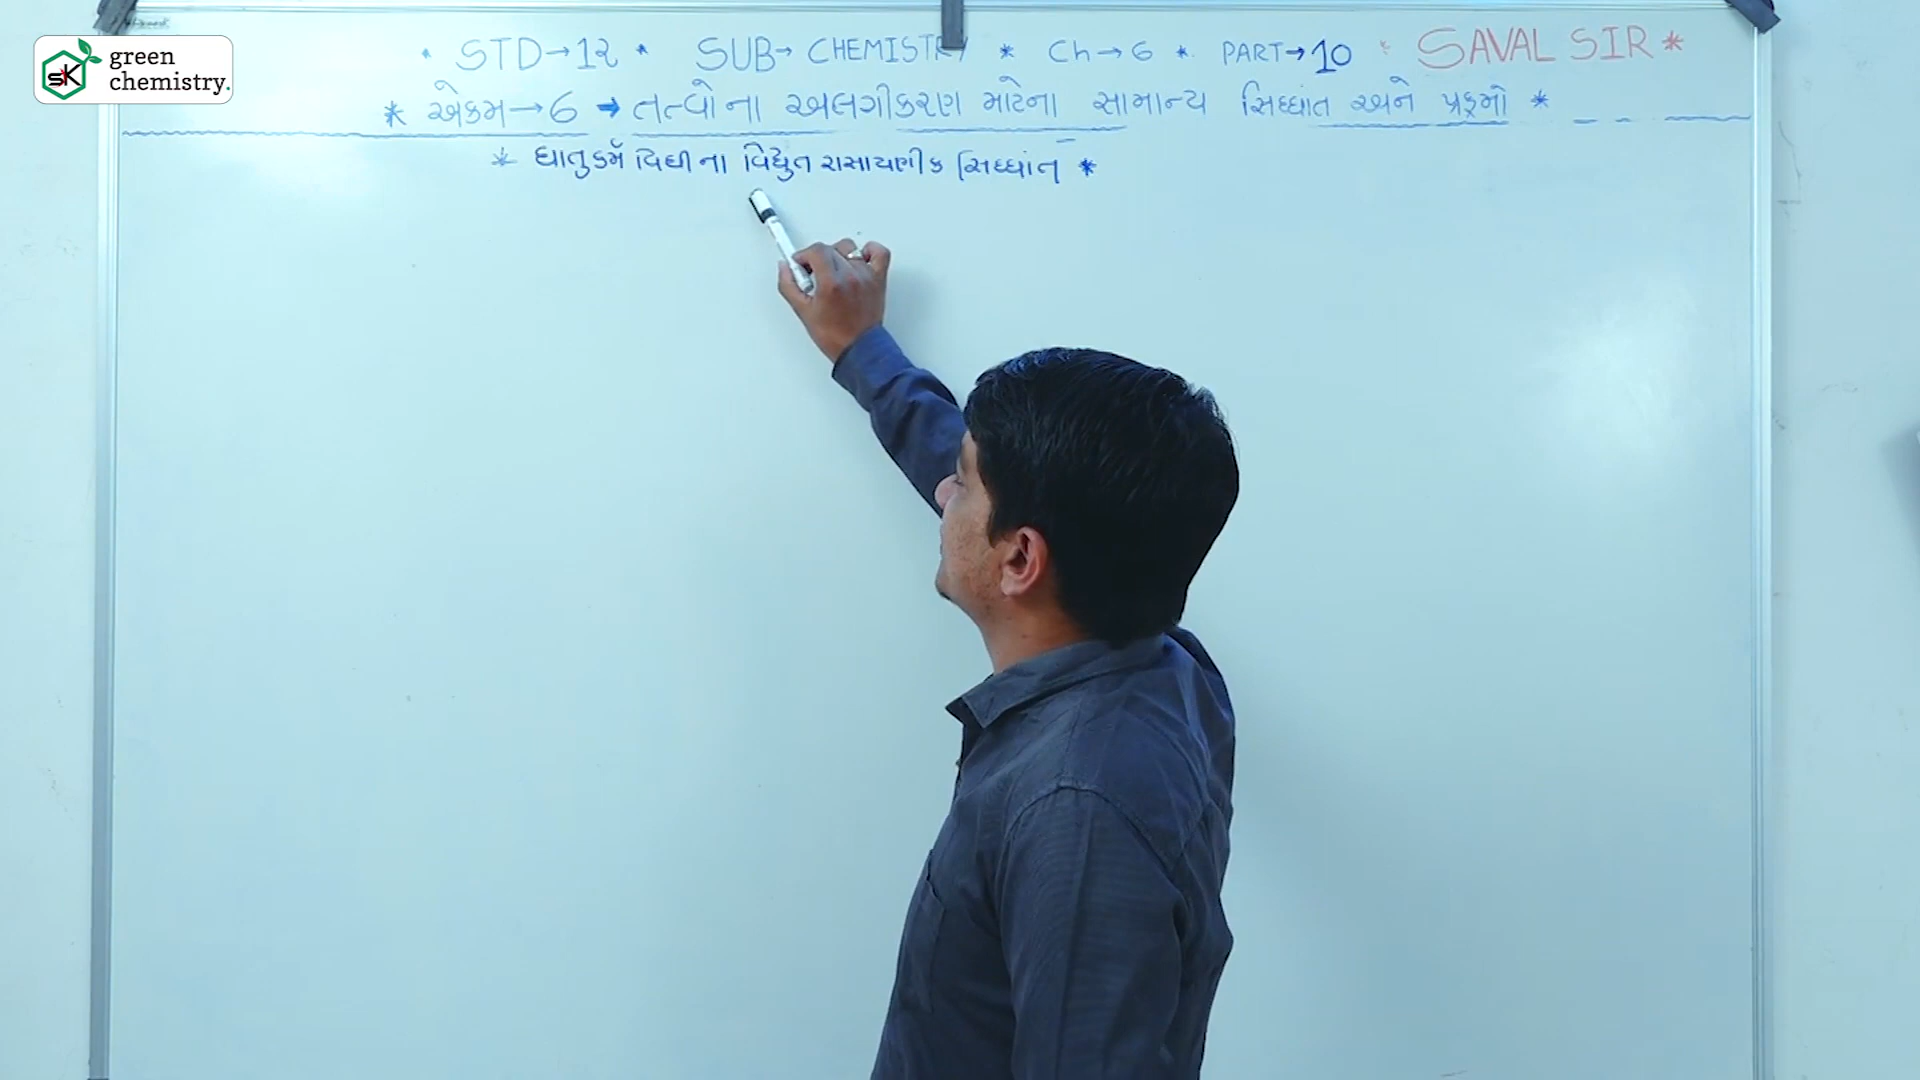 green
chemistry.
* STD→12 * SUB→ CHEMISTRY * Ch→6 * PART→10 * SAVAL SIR *
* એકમ→6 → તત્વોના અલગીકરણ માટેના સામાન્ય સિધ્ધાંત અને પ્રક્રમો *
* ધાતુકર્મ વિધીના વિદ્યુત રાસાયણીક સિધ્ધાંત *